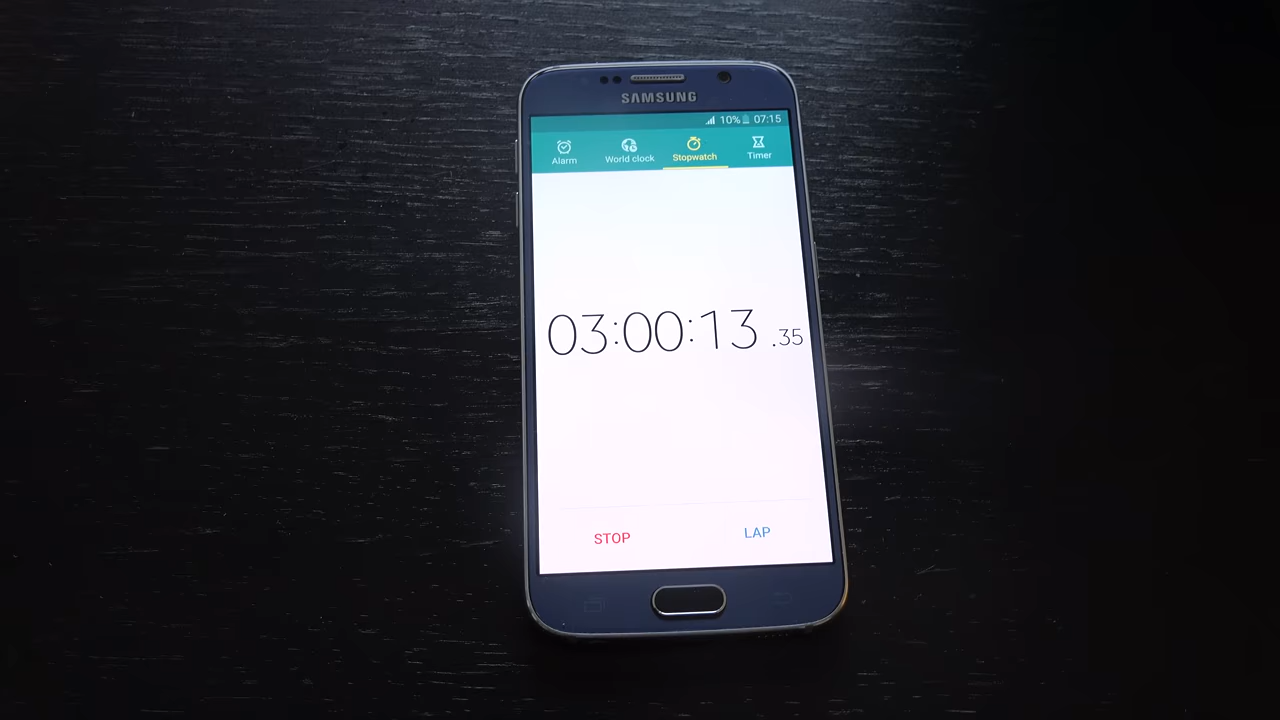 SAMSUNG
10% 07:15
Alarm World clock Stopwatch Timer
03:00:13 .35
STOP LAP